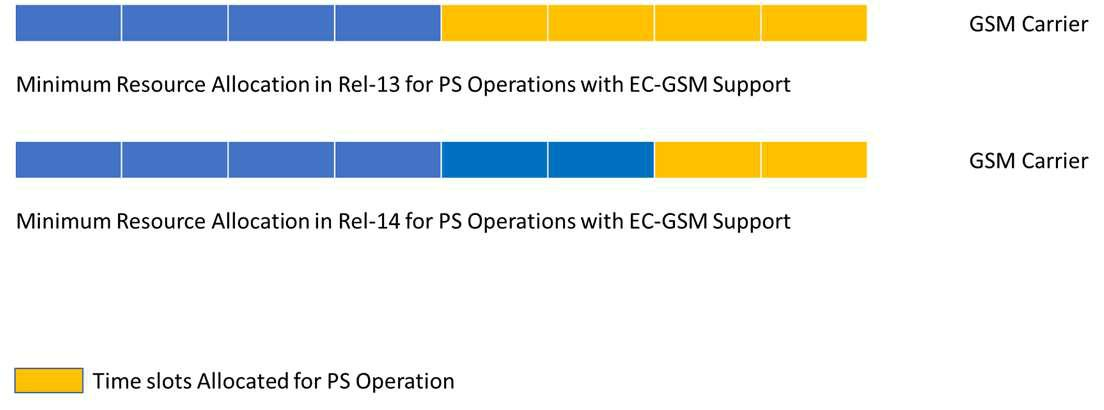 GSM Carrier
Minimum Resource Allocation in Rel-13 for PS Operations with EC-GSM Support
GSM Carrier
Minimum Resource Allocation in Rel-14 for PS Operations with EC-GSM Support
Time slots Allocated for PS Operation